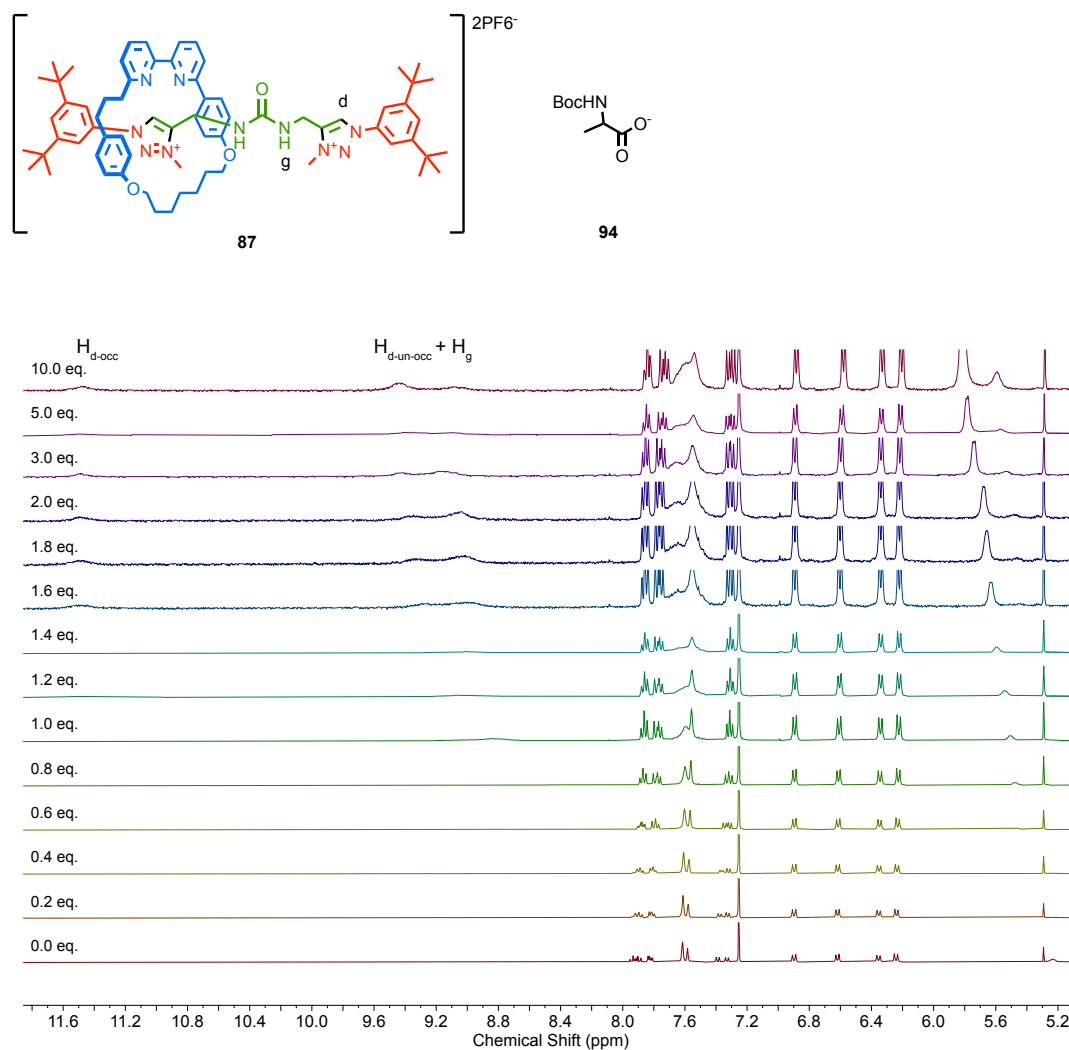 2PF6-
O
d
N N
N
N
H
N
H
N
N=N+
g
N+ N
O
O
87
BocHN
O-
O
94
Hd-occ
Hd-un-occ + Hg
10.0 eq.
5.0 eq.
3.0 eq.
2.0 eq.
1.8 eq.
1.6 eq.
1.4 eq.
1.2 eq.
1.0 eq.
0.8 eq.
0.6 eq.
0.4 eq.
0.2 eq.
0.0 eq.
11.6 11.2 10.8 10.4 10.0 9.6 9.2 8.8 8.4 8.0 7.6 7.2 6.8 6.4 6.0 5.6
Chemical Shift (ppm)